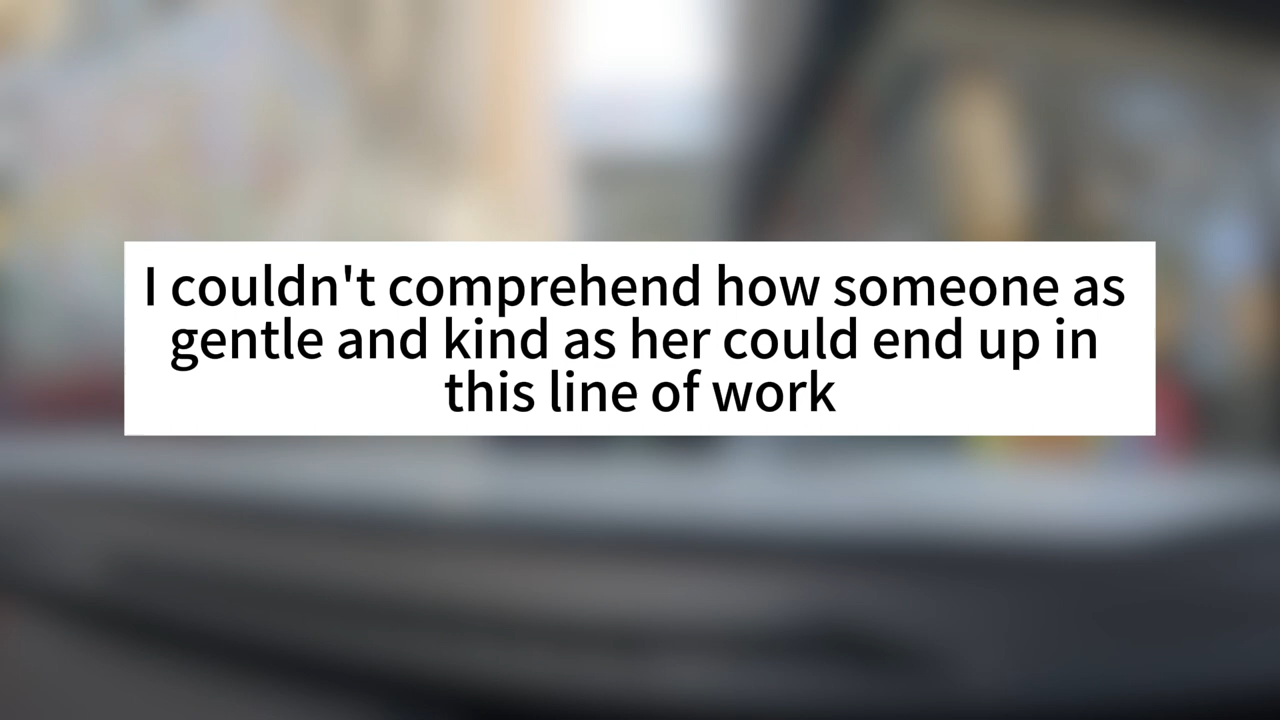 I couldn't comprehend how someone as
gentle and kind as her could end up in
this line of work